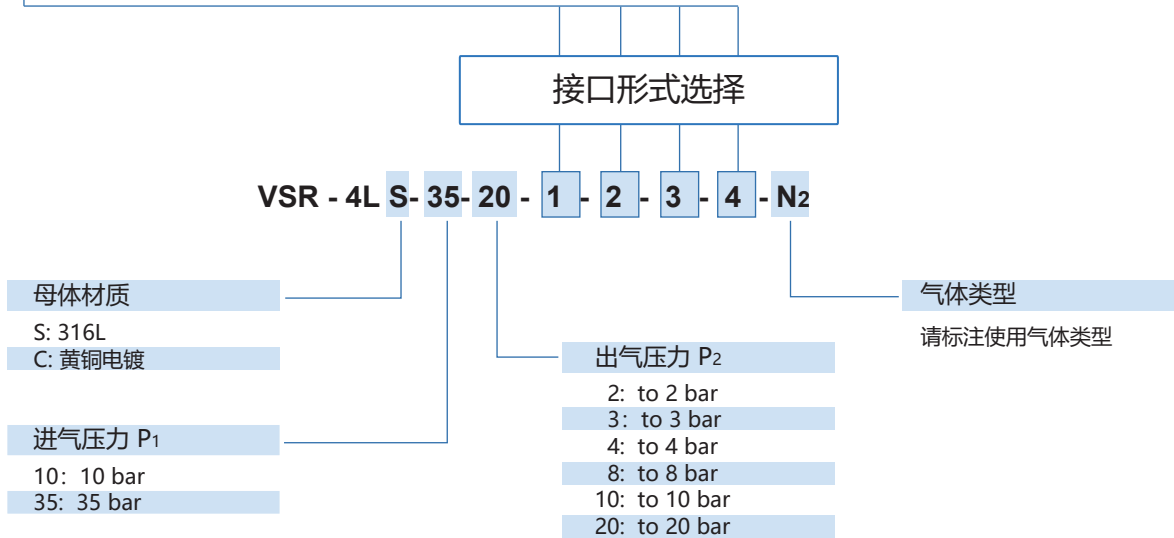 接口形式选择
VSR - 4L S- 35- 20 - 1 - 2 - 3 - 4 - N2
母体材质
S: 316L
C: 黄铜电镀
进气压力 P1
10: 10 bar
35: 35 bar
出气压力 P2
2: to 2 bar
3: to 3 bar
4: to 4 bar
8: to 8 bar
10: to 10 bar
20: to 20 bar
气体类型
请标注使用气体类型